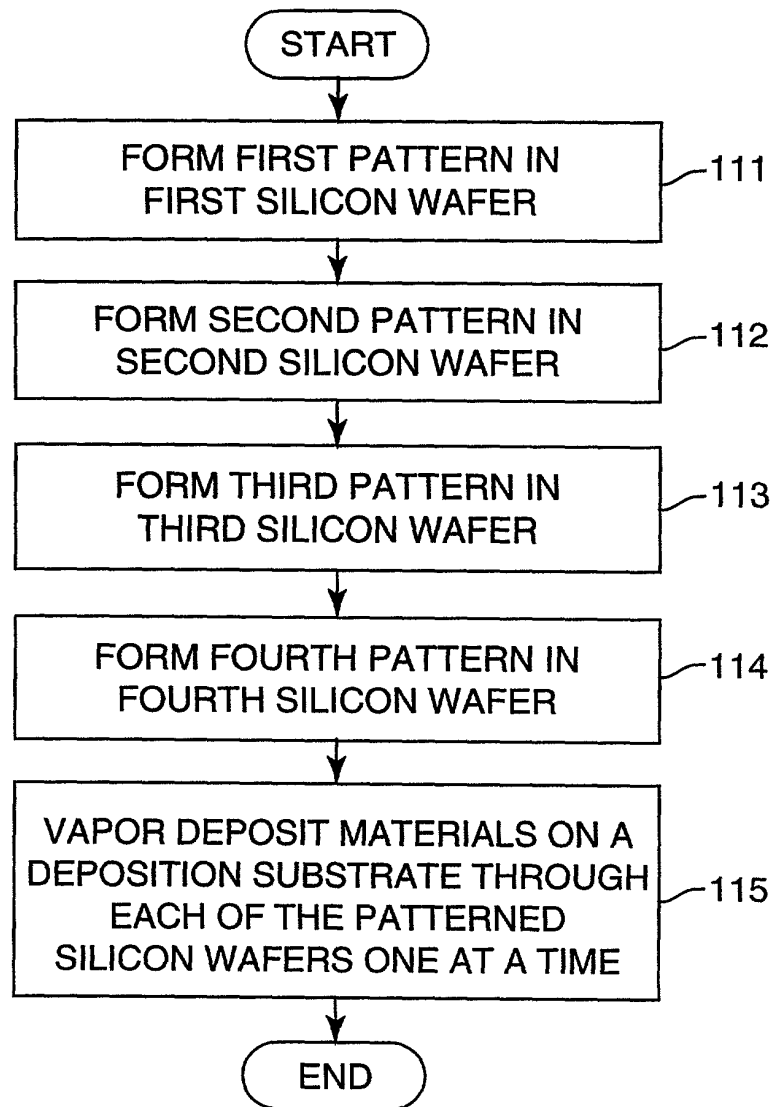 START
FORM FIRST PATTERN IN
FIRST SILICON WAFER
111
FORM SECOND PATTERN IN
SECOND SILICON WAFER
112
FORM THIRD PATTERN IN
THIRD SILICON WAFER
113
FORM FOURTH PATTERN IN
FOURTH SILICON WAFER
114
VAPOR DEPOSIT MATERIALS ON A
DEPOSITION SUBSTRATE THROUGH
EACH OF THE PATTERNED
SILICON WAFERS ONE AT A TIME
115
END